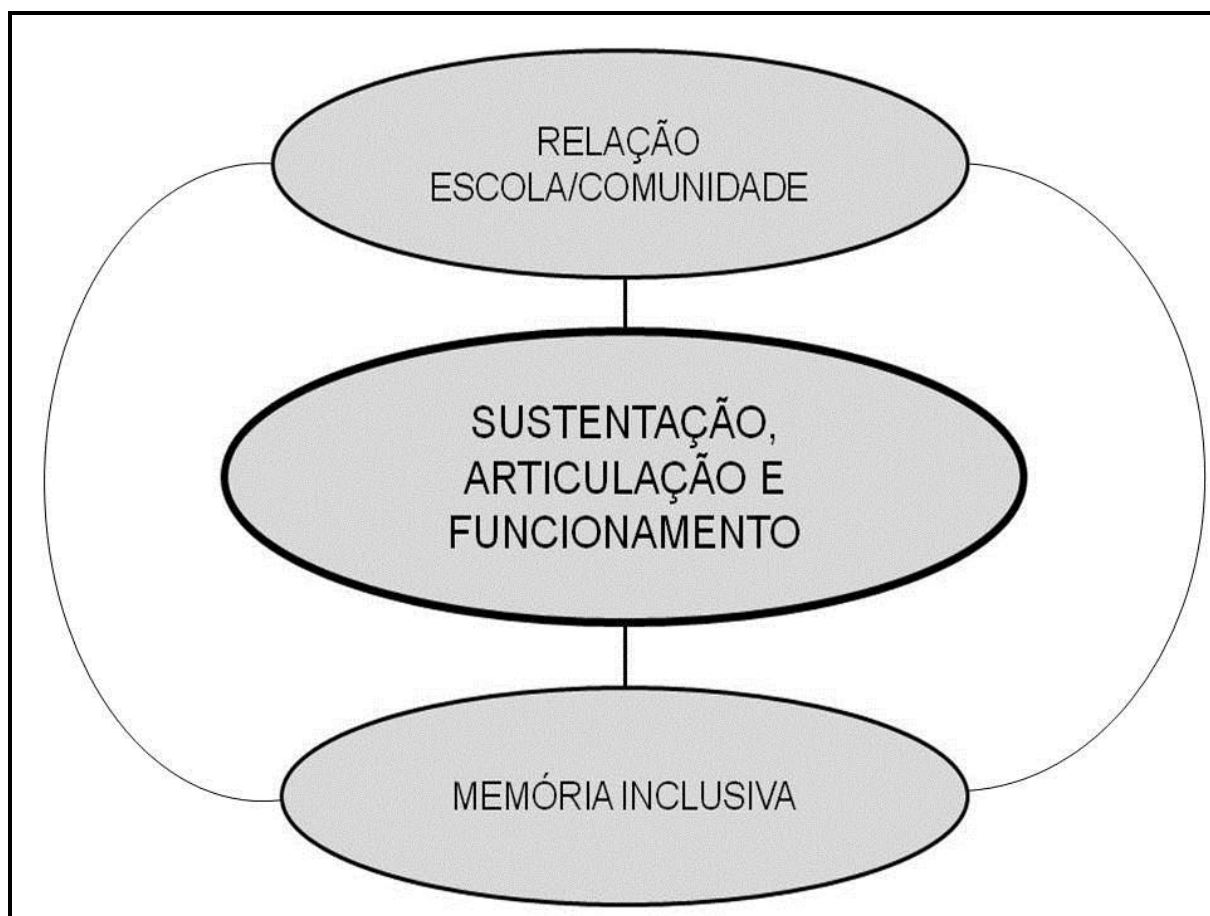 RELAÇÃO
ESCOLA/COMUNIDADE
SUSTENTAÇÃO,
ARTICULAÇÃO E
FUNCIONAMENTO
MEMÓRIA INCLUSIVA